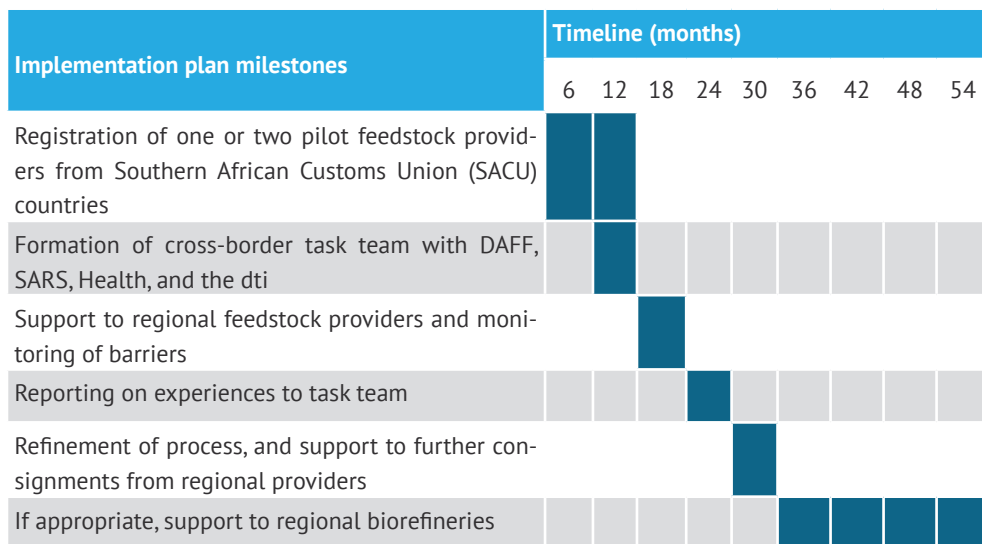 Implementation plan milestones
Timeline (months)
6 12 18 24 30 36 42 48 54
Registration of one or two pilot feedstock provid-
ers from Southern African Customs Union (SACU)
countries
Formation of cross-border task team with DAFF,
SARS, Health, and the dti
Support to regional feedstock providers and moni-
toring of barriers
Reporting on experiences to task team
Refinement of process, and support to further con-
signments from regional providers
If appropriate, support to regional biorefineries